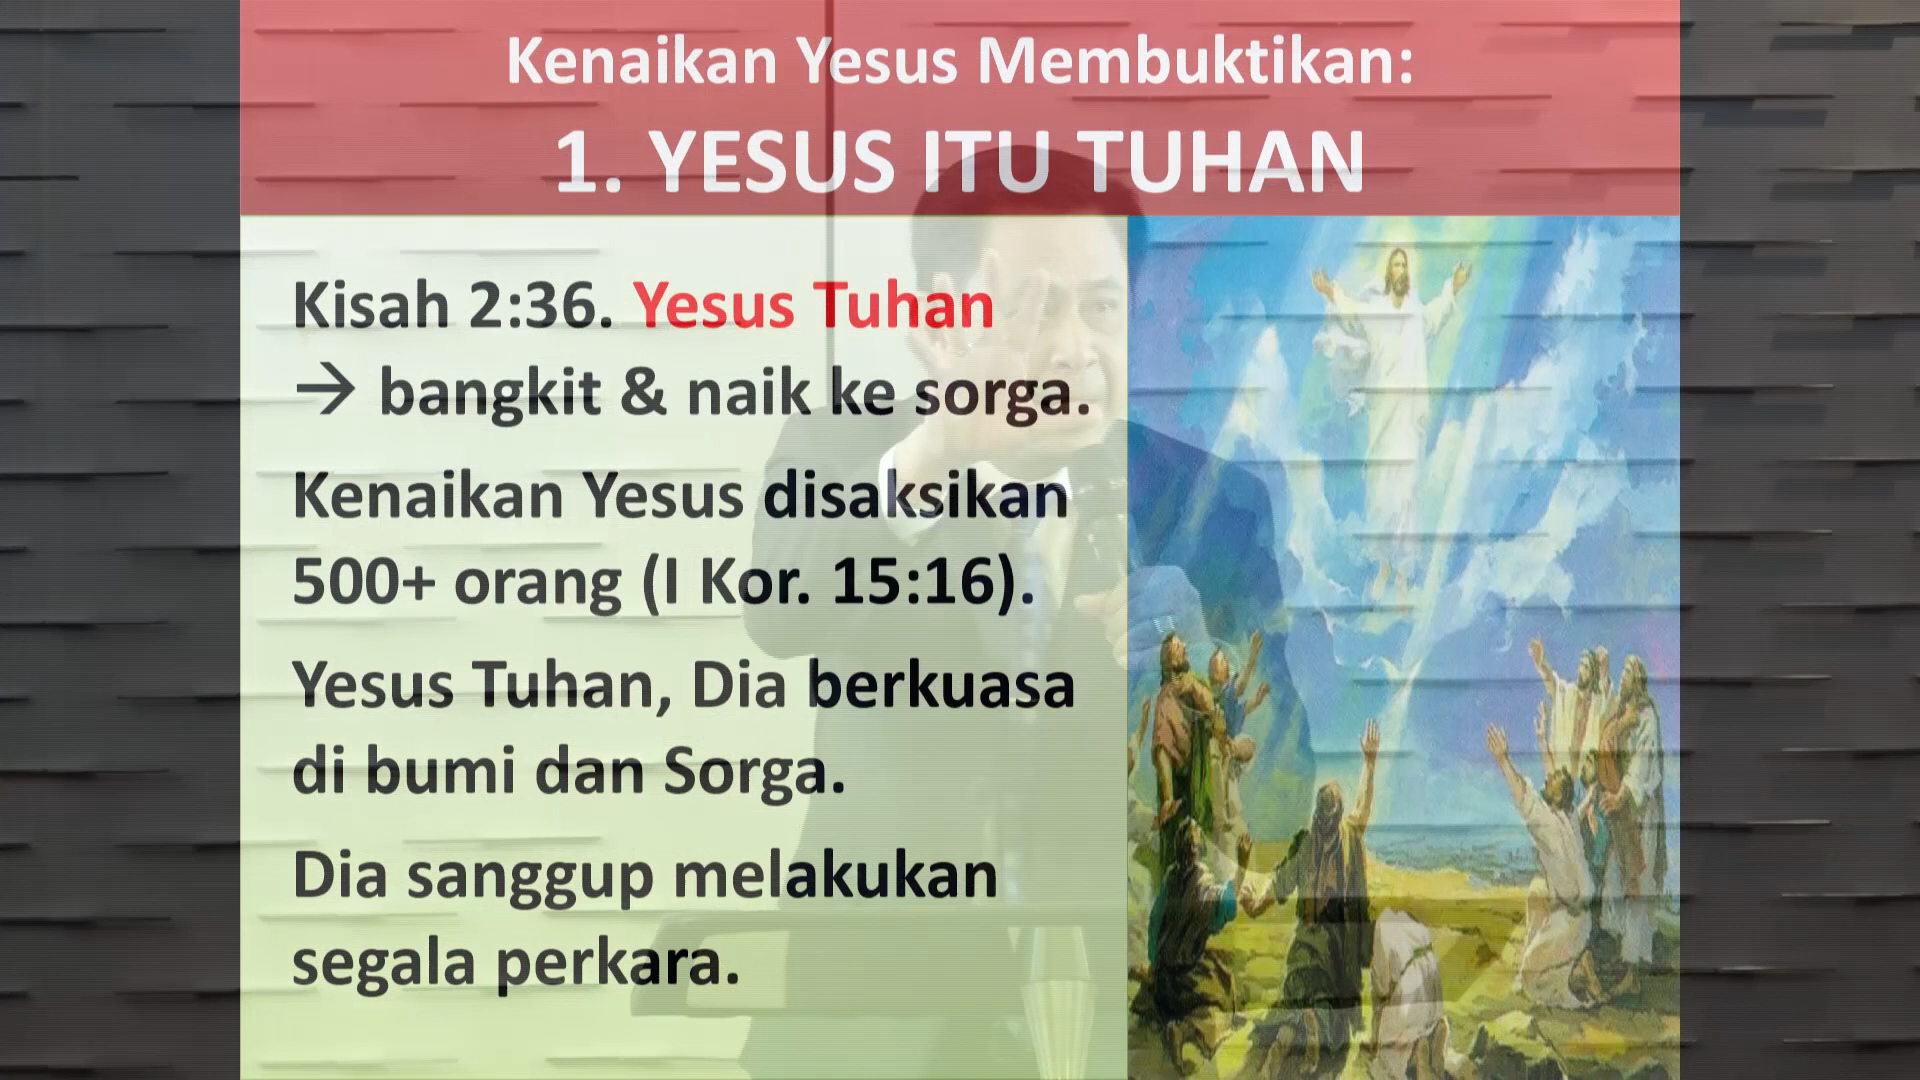 Kenaikan Yesus Membuktikan:
1. YESUS ITU TUHAN
Kisah 2:36. Yesus Tuhan
→ bangkit & naik ke sorga.
Kenaikan Yesus disaksikan
500+ orang (I Kor. 15:16).
Yesus Tuhan, Dia berkuasa
di bumi dan Sorga.
Dia sanggup melakukan
segala perkara.